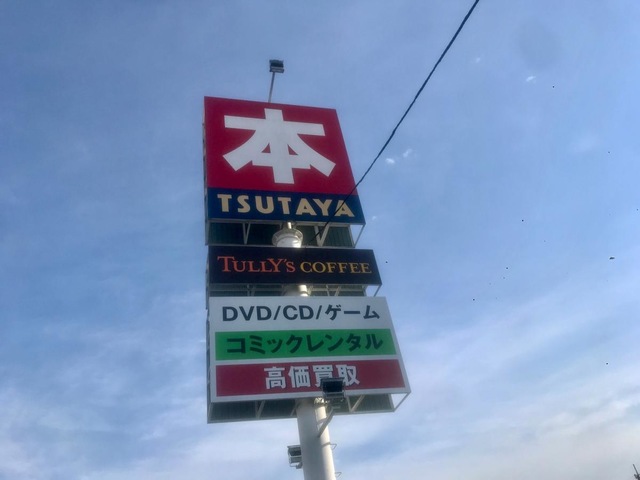 本
TSUTAYA
TULLY'S COFFEE
DVD/CD/ゲーム
コミックレンタル
高価買取